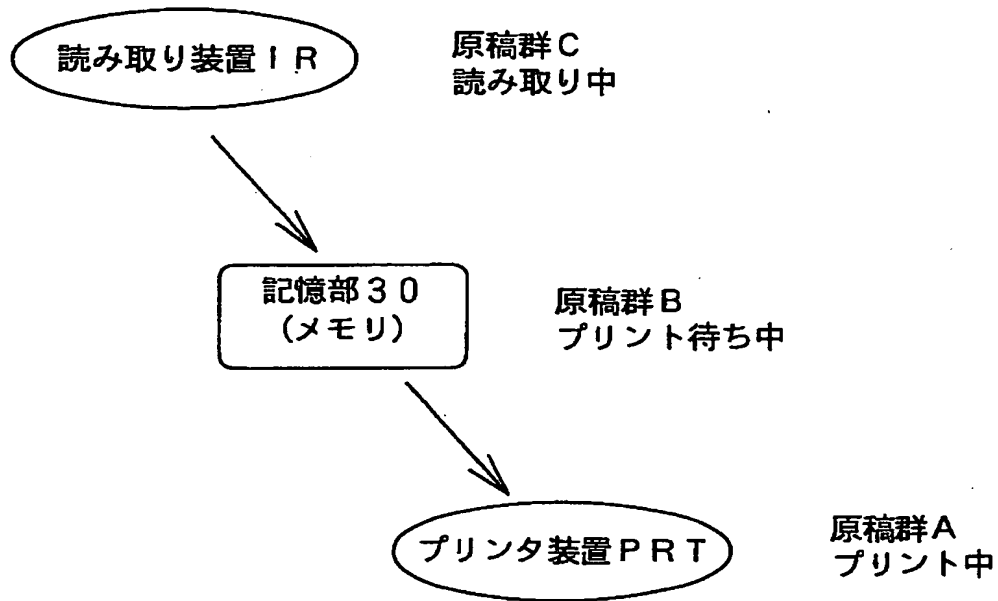 読み取り装置ＩＲ
原稿群Ｃ
読み取り中
記憶部３０
（メモリ）
原稿群Ｂ
プリント待ち中
プリンタ装置ＰＲＴ
原稿群Ａ
プリント中